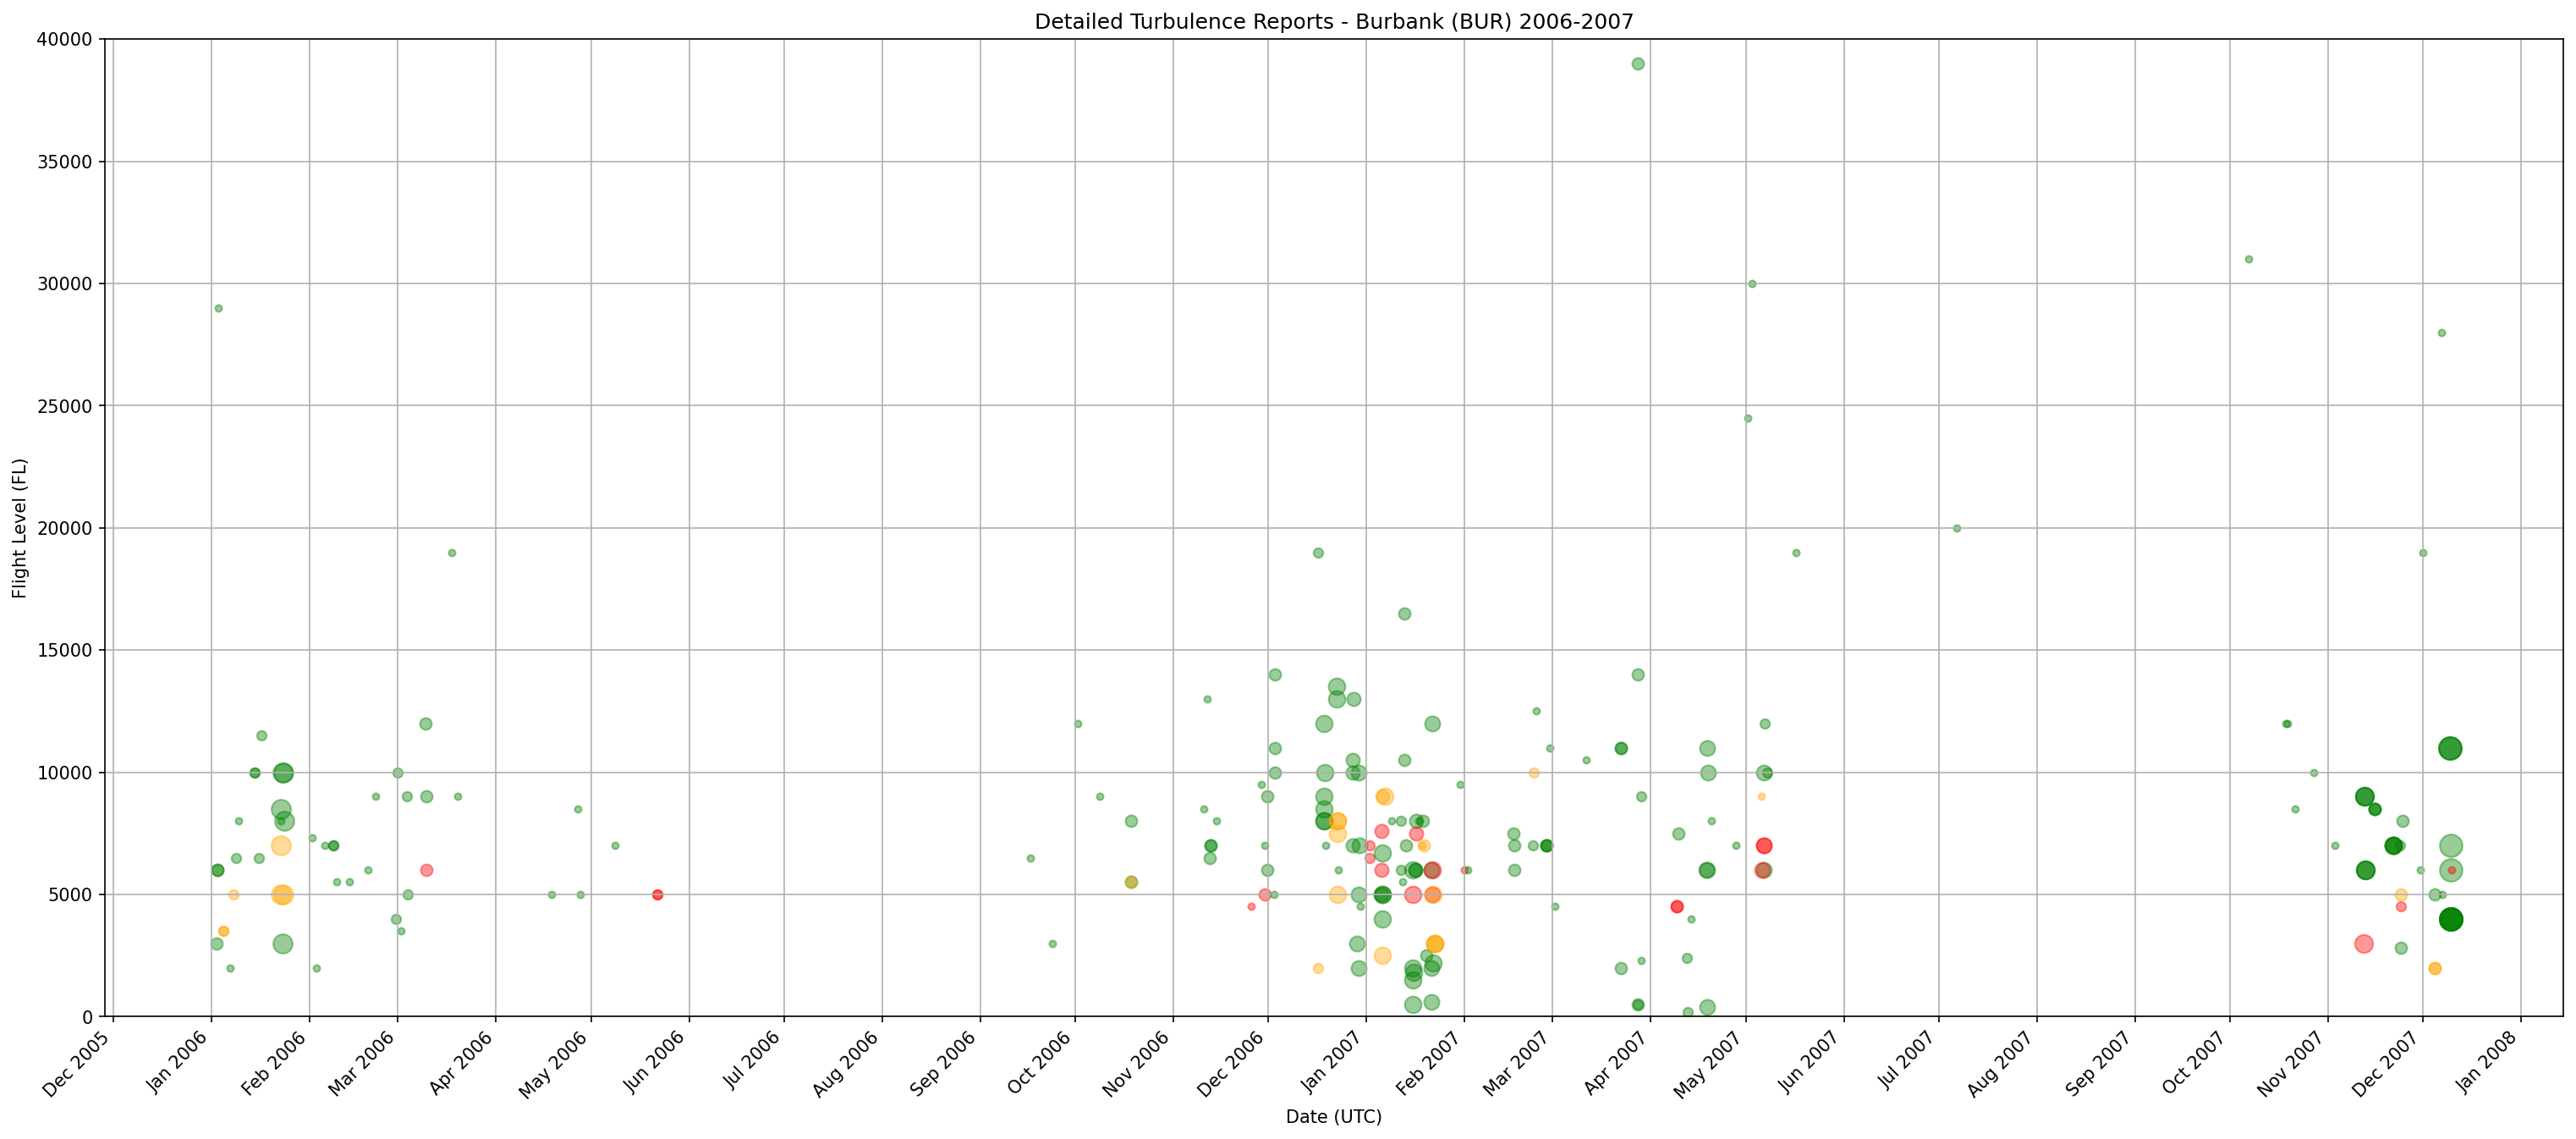 Detailed Turbulence Reports - Burbank (BUR) 2006-2007
40000
35000
30000
25000
20000
15000
10000
5000
0
Flight Level (FL)
Dec 2005
Jan 2006
Feb 2006
Mar 2006
Apr 2006
May 2006
Jun 2006
Jul 2006
Aug 2006
Sep 2006
Oct 2006
Nov 2006
Dec 2006
Jan 2007
Feb 2007
Mar 2007
Apr 2007
May 2007
Jun 2007
Jul 2007
Aug 2007
Sep 2007
Oct 2007
Nov 2007
Dec 2007
Jan 2008
Date (UTC)